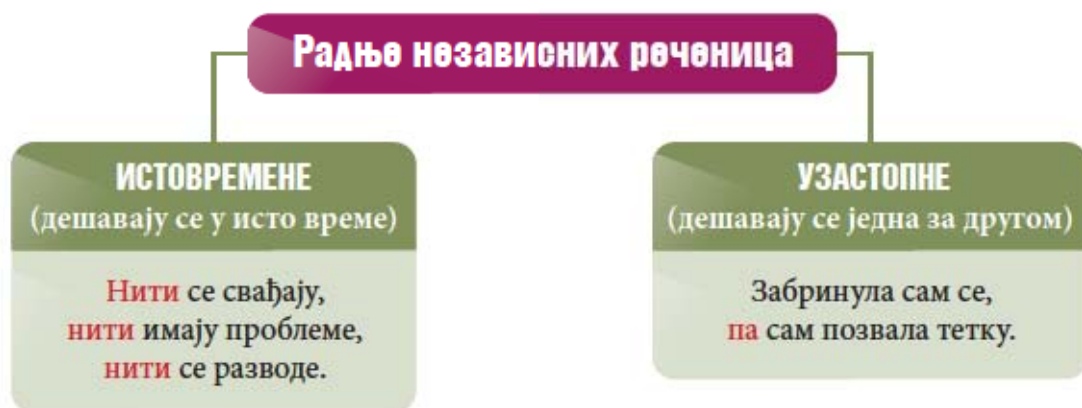 Радње независних реченица
ИСТОВРЕМЕНЕ
(дешавају се у исто време)
Нити се свађају,
нити имају проблеме,
нити се разводе.
УЗАСТОПНЕ
(дешавају се једна за другом)
Забринула сам се,
па сам позвала тетку.